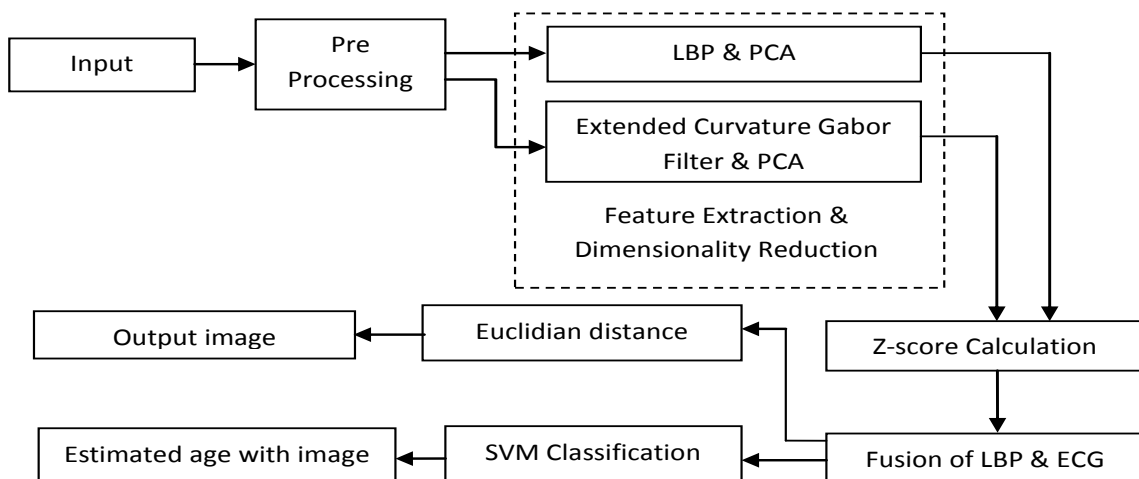 Input
Pre
Processing
LBP & PCA
Extended Curvature Gabor
Filter & PCA
Feature Extraction &
Dimensionality Reduction
Output image
Euclidian distance
Z-score Calculation
Estimated age with image
SVM Classification
Fusion of LBP & ECG